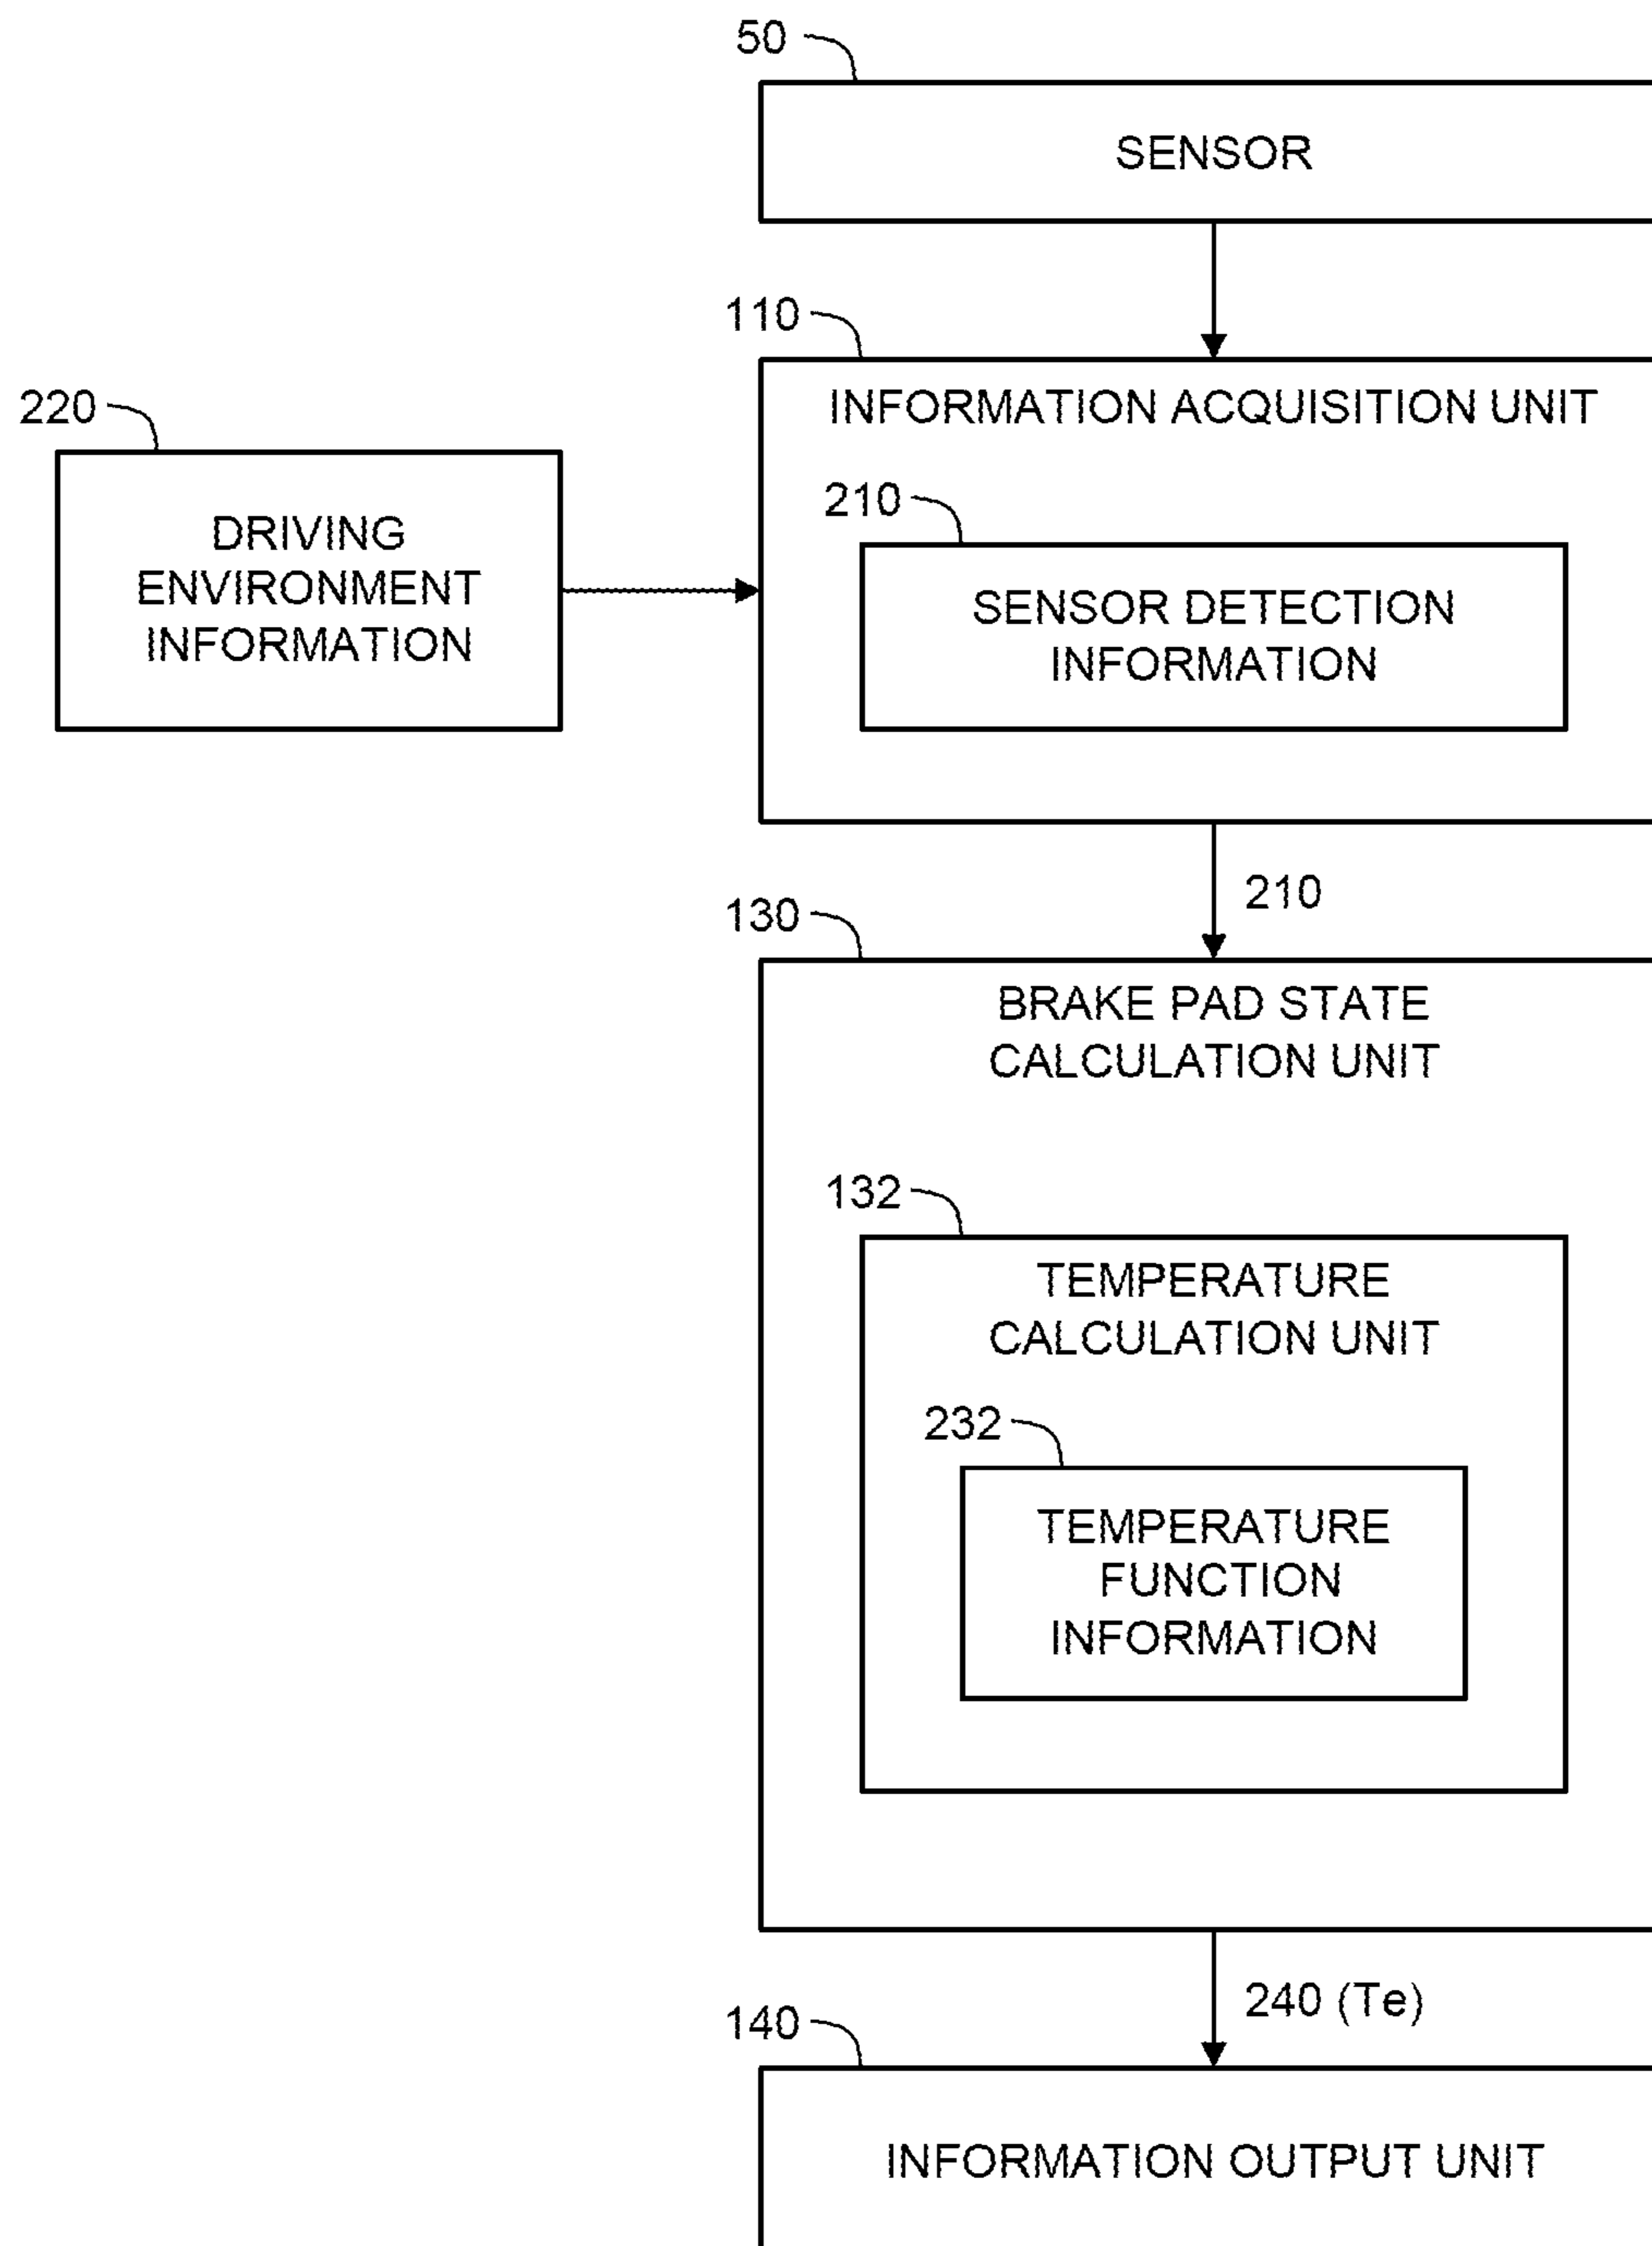 50
SENSOR
110
INFORMATION ACQUISITION UNIT
220
DRIVING
ENVIRONMENT
INFORMATION
210
SENSOR DETECTION
INFORMATION
210
130
BRAKE PAD STATE
CALCULATION UNIT
132
TEMPERATURE
CALCULATION UNIT
232
TEMPERATURE
FUNCTION
INFORMATION
240 (Te)
140
INFORMATION OUTPUT UNIT